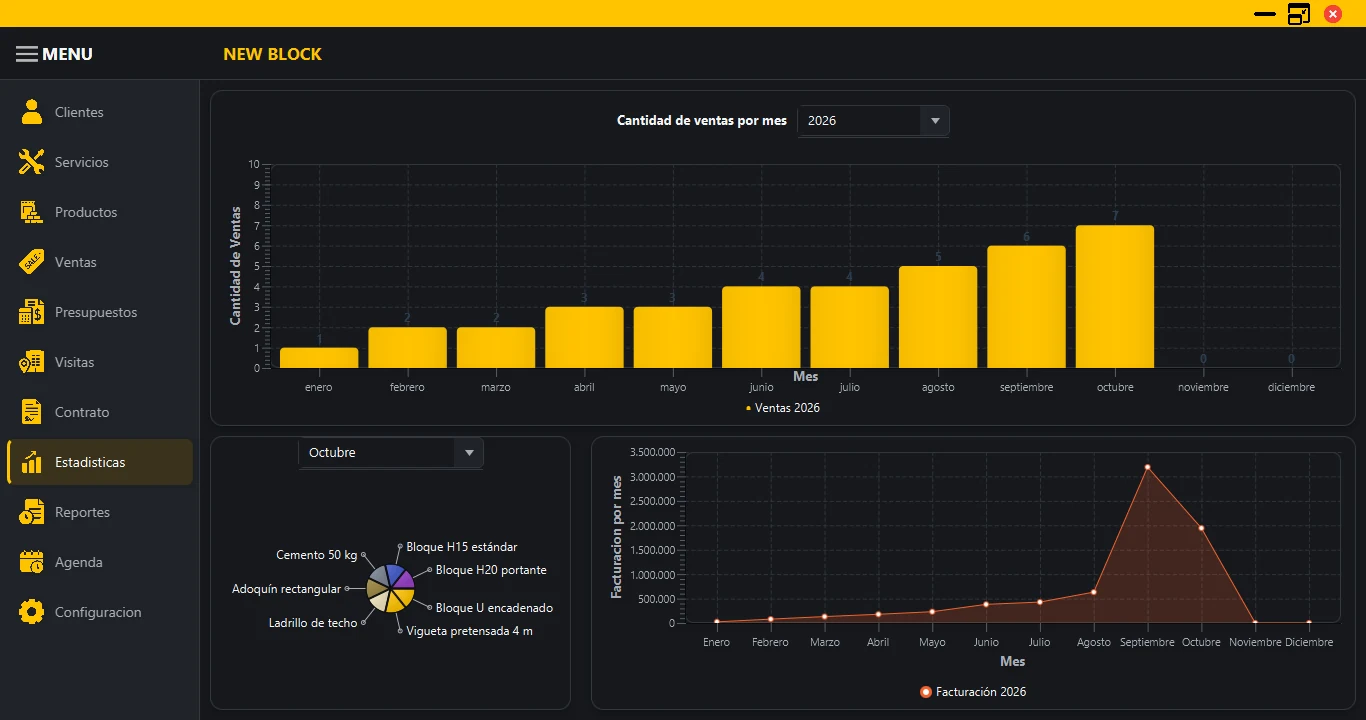 MENU
NEW BLOCK
Clientes
Servicios
Productos
SALE
Ventas
Presupuestos
Visitas
Contrato
Estadisticas
Reportes
Agenda
Configuracion
Cantidad de ventas por mes 2026
Cantidad de Ventas
10
9
8
7
6
5
4
3
2
1
0
1 2 2 3 3 4 4 5 6 7 0 0
enero febrero marzo abril mayo junio julio agosto septiembre octubre noviembre diciembre
Mes
Ventas 2026
Octubre
Cemento 50 kg
Bloque H15 estándar
Bloque H20 portante
Adoquín rectangular
Bloque U encadenado
Ladrillo de techo
Vigueta pretensada 4 m
Facturacion por mes
3.500.000
3.000.000
2.500.000
2.000.000
1.500.000
1.000.000
500.000
0
Enero Febrero Marzo Abril Mayo Junio Julio Agosto Septiembre Octubre Noviembre Diciembre
Mes
Facturación 2026